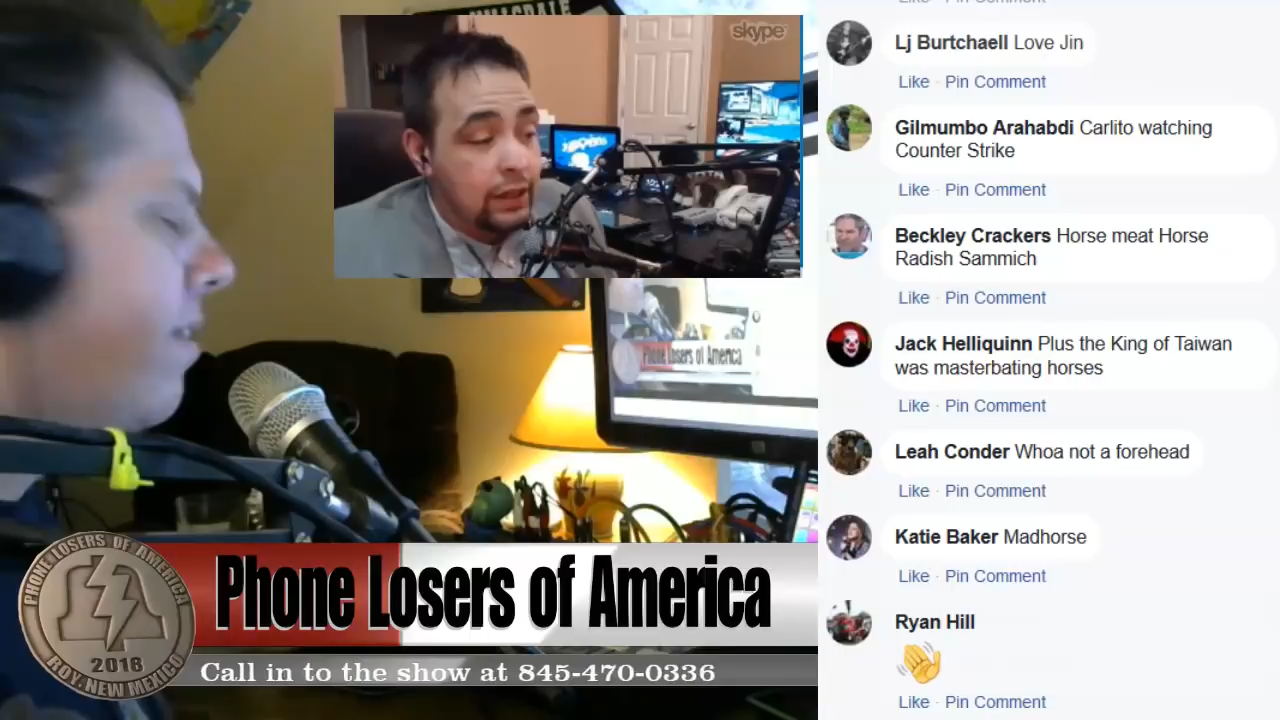 HILLSDALE
skype
Phone Losers of America
PHONE LOSERS OF AMERICA
2016
ROY, NEW MEXICO
Phone Losers of America
Call in to the show at 845-470-0336
Like · Pin Comment
Lj Burtchaell Love Jin
Like · Pin Comment
Gilmumbo Arahabdi Carlito watching
Counter Strike
Like · Pin Comment
Beckley Crackers Horse meat Horse
Radish Sammich
Like · Pin Comment
Jack Helliquinn Plus the King of Taiwan
was masterbating horses
Like · Pin Comment
Leah Conder Whoa not a forehead
Like · Pin Comment
Katie Baker Madhorse
Like · Pin Comment
Ryan Hill
Like · Pin Comment